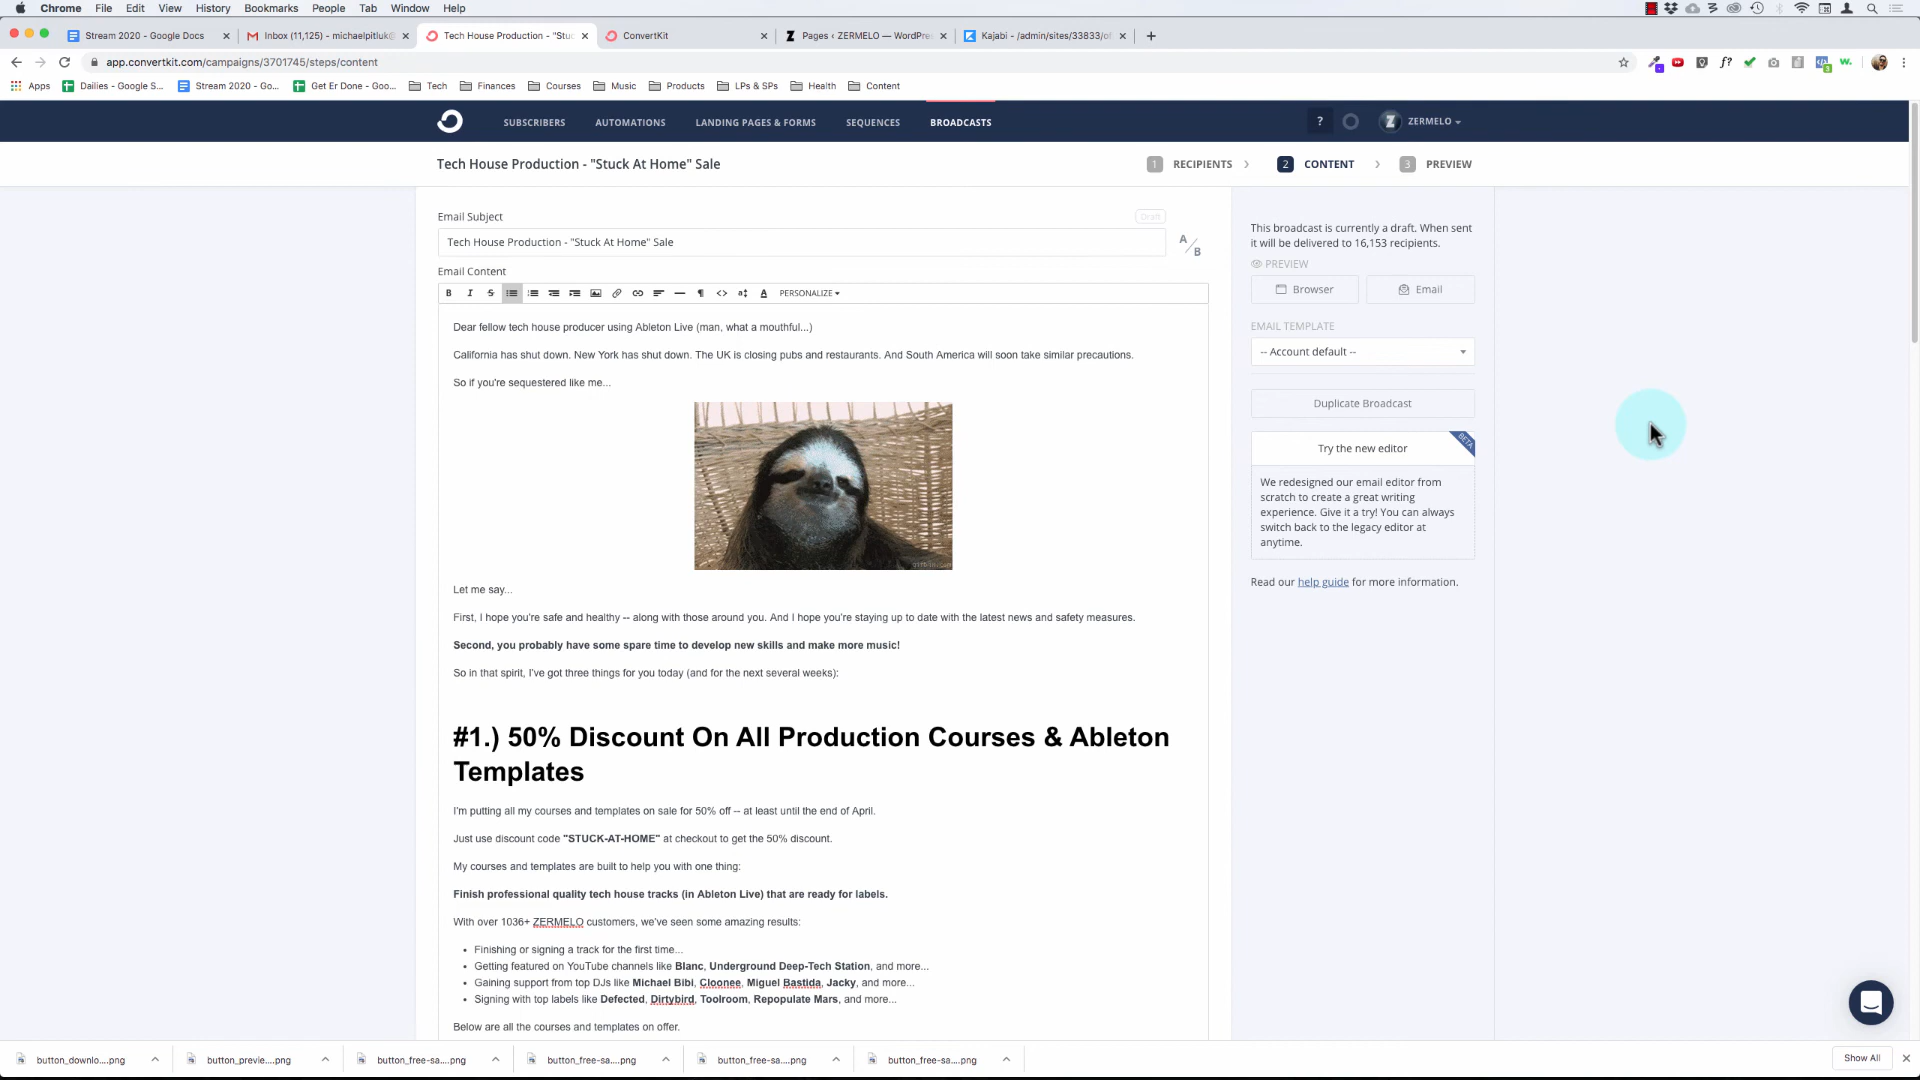 Chrome File Edit View History Bookmarks People Tab Window Help
Stream 2020 - Google Docs
Inbox (11,125) - michaelpitluk@
Tech House Production - "Stuc
ConvertKit
Pages ‹ ZERMELO — WordPres
Kajabi - /admin/sites/33833/of
app.convertkit.com/campaigns/3701745/steps/content
Apps
Dailies - Google S...
Stream 2020 - Go...
Get Er Done - Goo...
Tech
Finances
Courses
Music
Products
LPs & SPs
Health
Content
SUBSCRIBERS AUTOMATIONS LANDING PAGES & FORMS SEQUENCES BROADCASTS
?
ZERMELO
Tech House Production - "Stuck At Home" Sale
1 RECIPIENTS
2 CONTENT
3 PREVIEW
Email Subject
Draft
Tech House Production - "Stuck At Home" Sale
A/B
Email Content
B I S
PERSONALIZE
Dear fellow tech house producer using Ableton Live (man, what a mouthful...)
California has shut down. New York has shut down. The UK is closing pubs and restaurants. And South America will soon take similar precautions.
So if you're sequestered like me...
Let me say...
First, I hope you're safe and healthy -- along with those around you. And I hope you're staying up to date with the latest news and safety measures.
Second, you probably have some spare time to develop new skills and make more music!
So in that spirit, I've got three things for you today (and for the next several weeks):
#1.) 50% Discount On All Production Courses & Ableton
Templates
I'm putting all my courses and templates on sale for 50% off -- at least until the end of April.
Just use discount code "STUCK-AT-HOME" at checkout to get the 50% discount.
My courses and templates are built to help you with one thing:
Finish professional quality tech house tracks (in Ableton Live) that are ready for labels.
With over 1036+ ZERMELO customers, we've seen some amazing results:
• Finishing or signing a track for the first time...
• Getting featured on YouTube channels like Blanc, Underground Deep-Tech Station, and more...
• Gaining support from top DJs like Michael Bibi, Cloonee, Miguel Bastida, Jacky, and more...
• Signing with top labels like Defected, Dirtybird, Toolroom, Repopulate Mars, and more...
Below are all the courses and templates on offer.
This broadcast is currently a draft. When sent
it will be delivered to 16,153 recipients.
PREVIEW
Browser
Email
EMAIL TEMPLATE
-- Account default --
Duplicate Broadcast
Try the new editor
BETA
We redesigned our email editor from
scratch to create a great writing
experience. Give it a try! You can always
switch back to the legacy editor at
anytime.
Read our help guide for more information.
button_downlo....png
button_previe....png
button_free-sa....png
button_free-sa....png
button_free-sa....png
button_free-sa....png
Show All